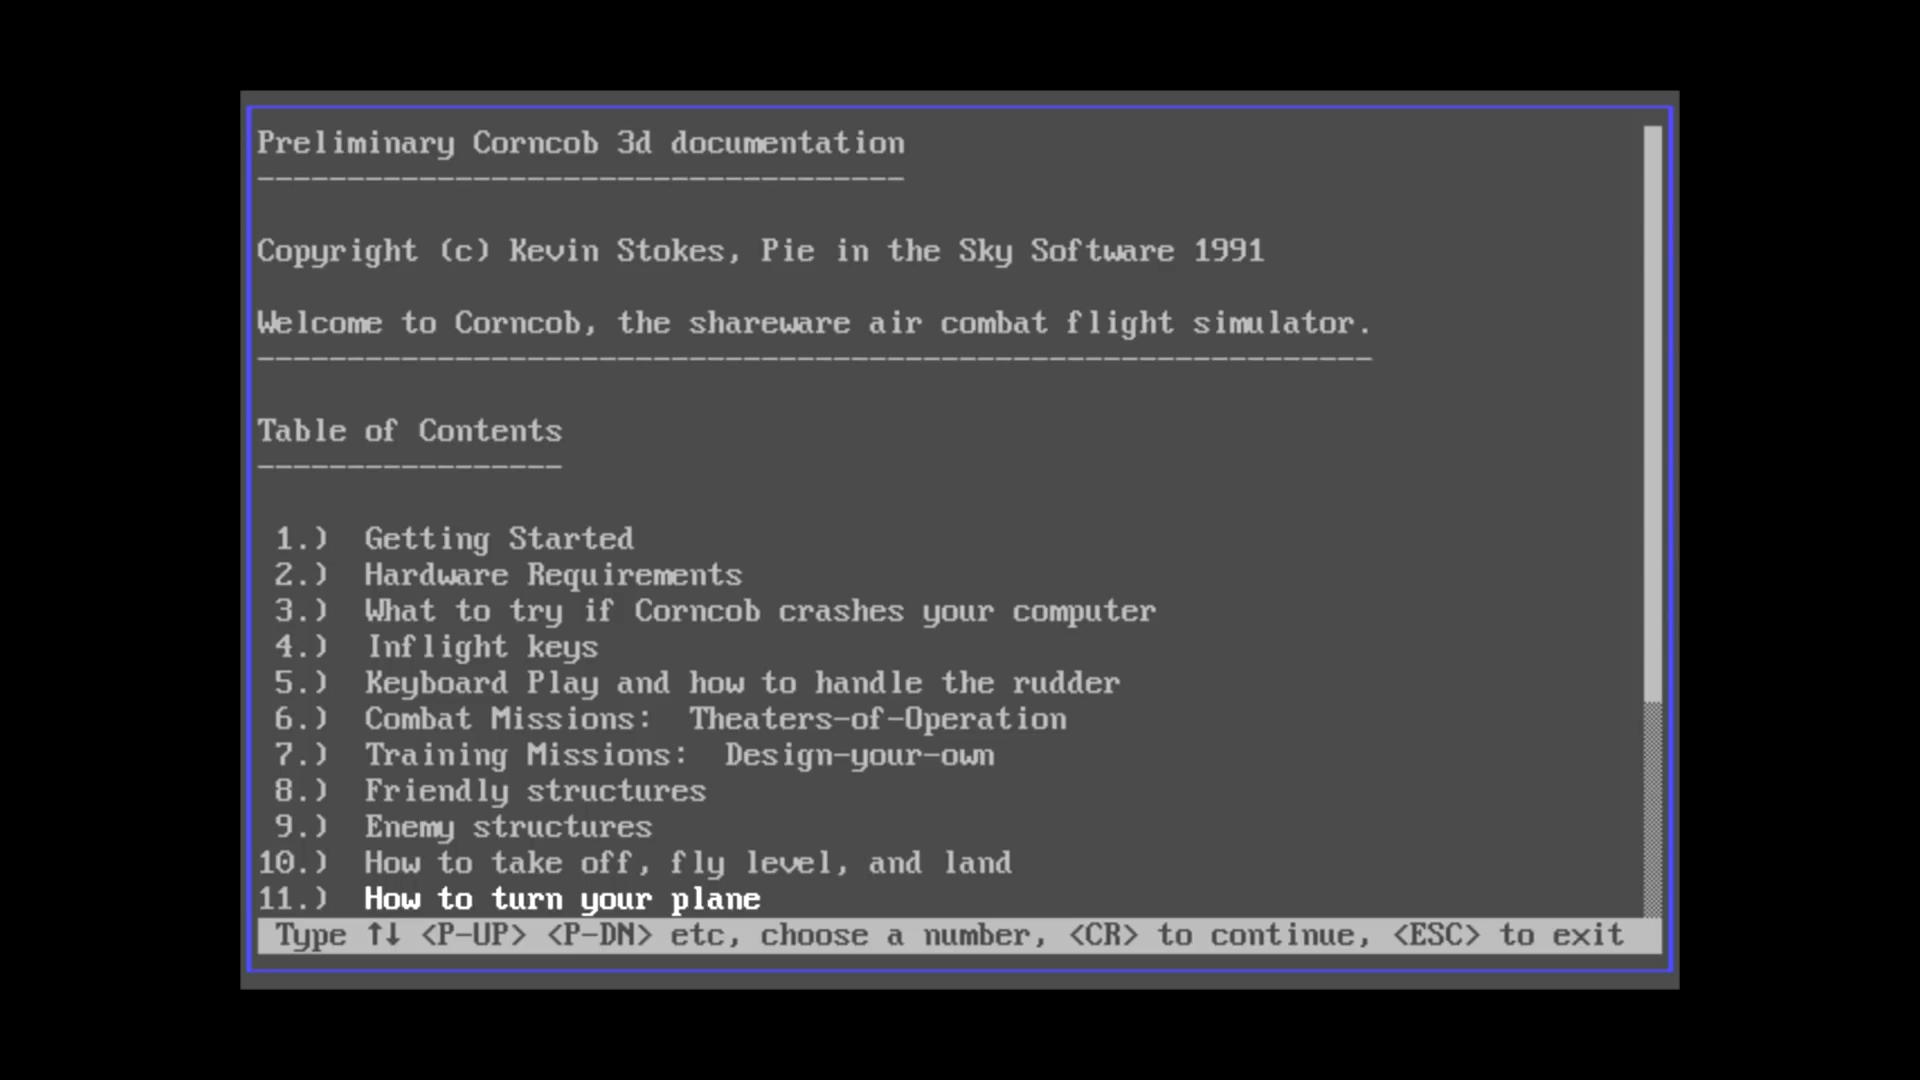 Preliminary Corncob 3d documentation
------------------------------------
Copyright (c) Kevin Stokes, Pie in the Sky Software 1991
Welcome to Corncob, the shareware air combat flight simulator.
--------------------------------------------------------------
Table of Contents
-----------------
1.) Getting Started
2.) Hardware Requirements
3.) What to try if Corncob crashes your computer
4.) Inflight keys
5.) Keyboard Play and how to handle the rudder
6.) Combat Missions: Theaters-of-Operation
7.) Training Missions: Design-your-own
8.) Friendly structures
9.) Enemy structures
10.) How to take off, fly level, and land
11.) How to turn your plane
Type ↑↓ <P-UP> <P-DN> etc, choose a number, <CR> to continue, <ESC> to exit